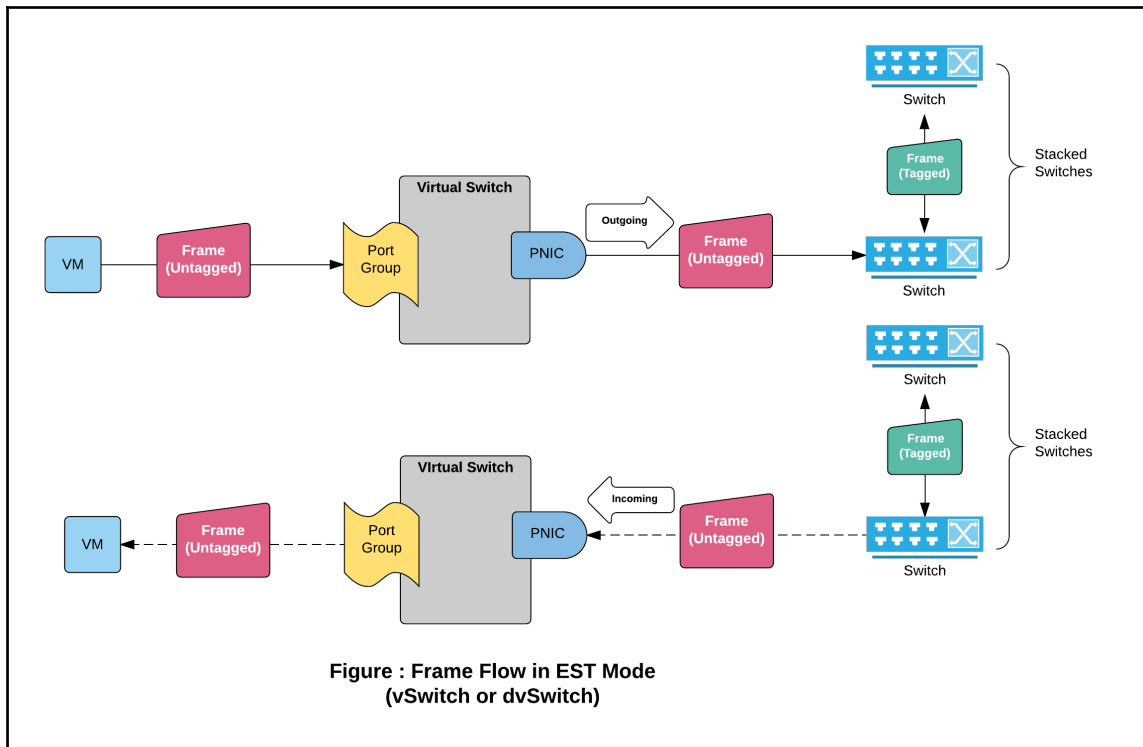 Switch
Frame
(Tagged)
Stacked
Switches
Virtual Switch
Outgoing
VM
Frame
(Untagged)
Port
Group
PNIC
Frame
(Untagged)
Switch
Switch
Frame
(Tagged)
Stacked
Switches
VIrtual Switch
Incoming
VM
Frame
(Untagged)
Port
Group
PNIC
Frame
(Untagged)
Switch
Figure : Frame Flow in EST Mode
(vSwitch or dvSwitch)